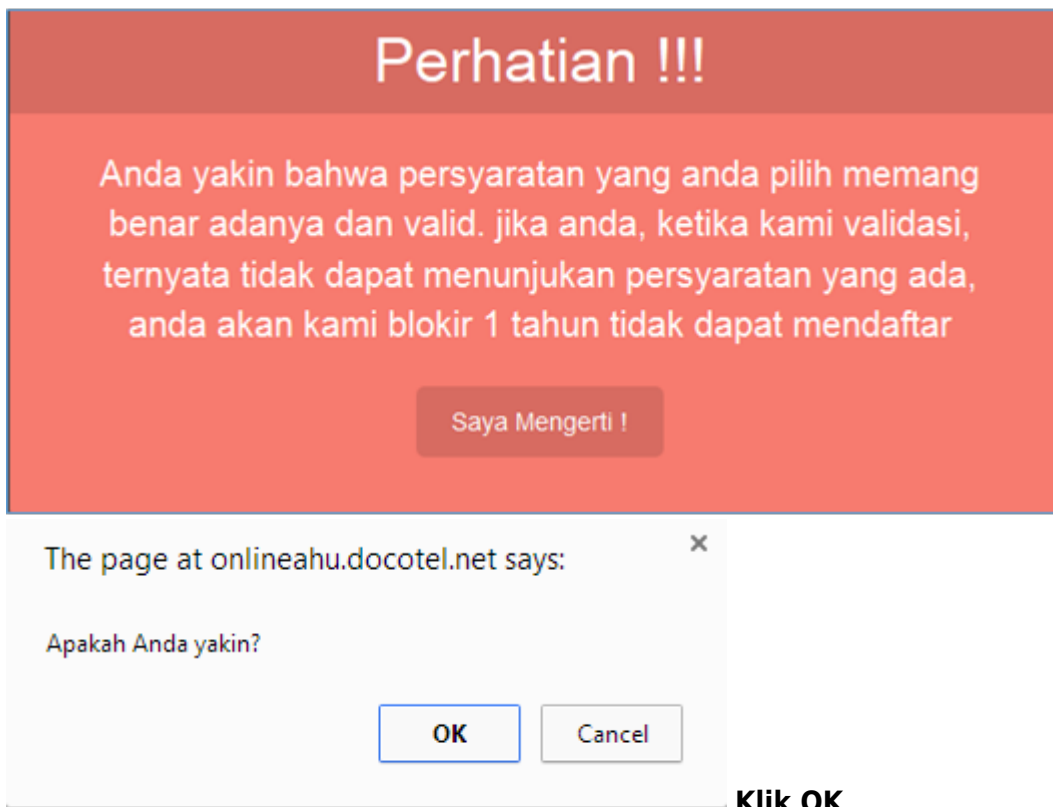 Perhatian !!!
Anda yakin bahwa persyaratan yang anda pilih memang
benar adanya dan valid. jika anda, ketika kami validasi,
ternyata tidak dapat menunjukan persyaratan yang ada,
anda akan kami blokir 1 tahun tidak dapat mendaftar
Saya Mengerti !
The page at onlineahu.docotel.net says:
×
Apakah Anda yakin?
OK Cancel
Klik OK